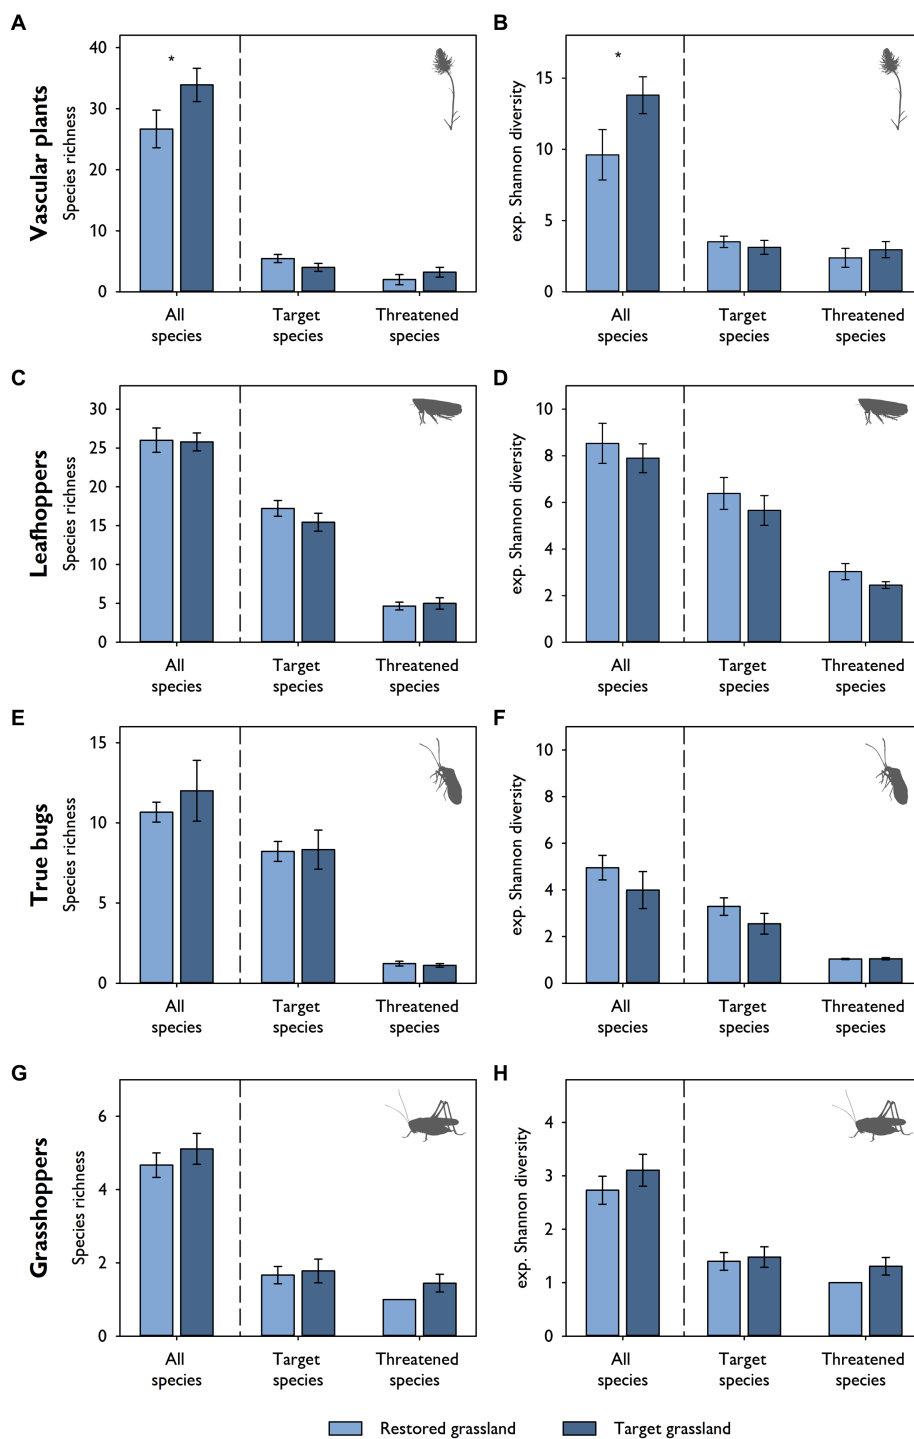 A
Vascular plants
Species richness
40
30
20
10
0
*
All
species
Target
species
Threatened
species
B
exp. Shannon diversity
15
10
5
0
*
All
species
Target
species
Threatened
species
C
Leafhoppers
Species richness
30
25
20
15
10
5
0
All
species
Target
species
Threatened
species
D
exp. Shannon diversity
10
8
6
4
2
0
All
species
Target
species
Threatened
species
E
True bugs
Species richness
15
10
5
0
All
species
Target
species
Threatened
species
F
exp. Shannon diversity
10
8
6
4
2
0
All
species
Target
species
Threatened
species
G
Grasshoppers
Species richness
6
4
2
0
All
species
Target
species
Threatened
species
H
exp. Shannon diversity
4
3
2
1
0
All
species
Target
species
Threatened
species
Restored grassland
Target grassland